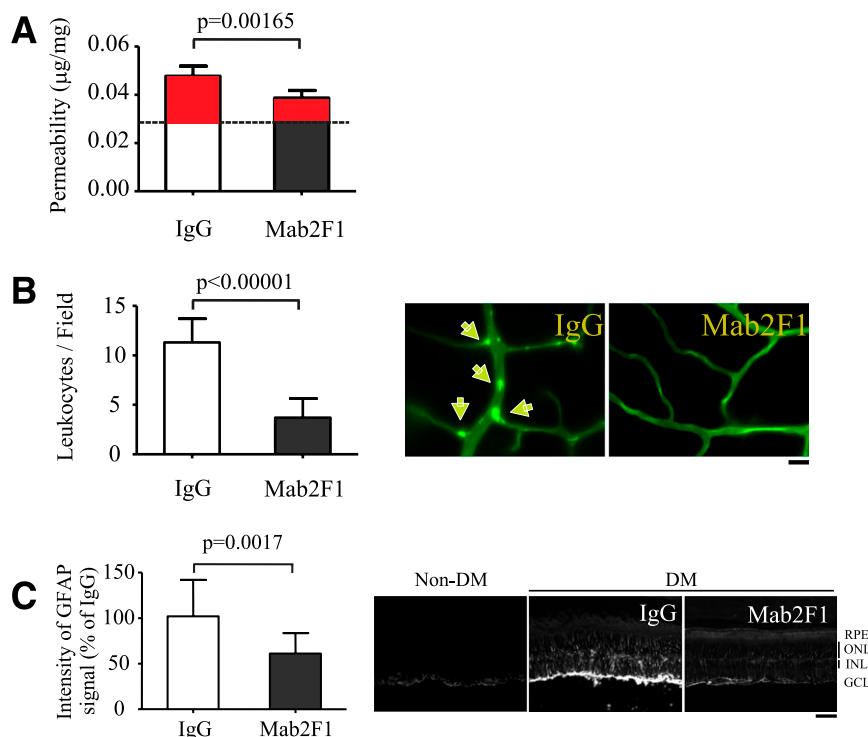 A
p=0.00165
Permeability (μg/mg)
0.06
0.04
0.02
0.00
IgG
Mab2F1
B
p<0.00001
Leukocytes / Field
15
10
5
0
IgG
Mab2F1
IgG
Mab2F1
C
p=0.0017
Intensity of GFAP
signal (% of IgG)
150
100
50
0
IgG
Mab2F1
Non-DM
DM
IgG
Mab2F1
RPE
ONL
INL
GCL